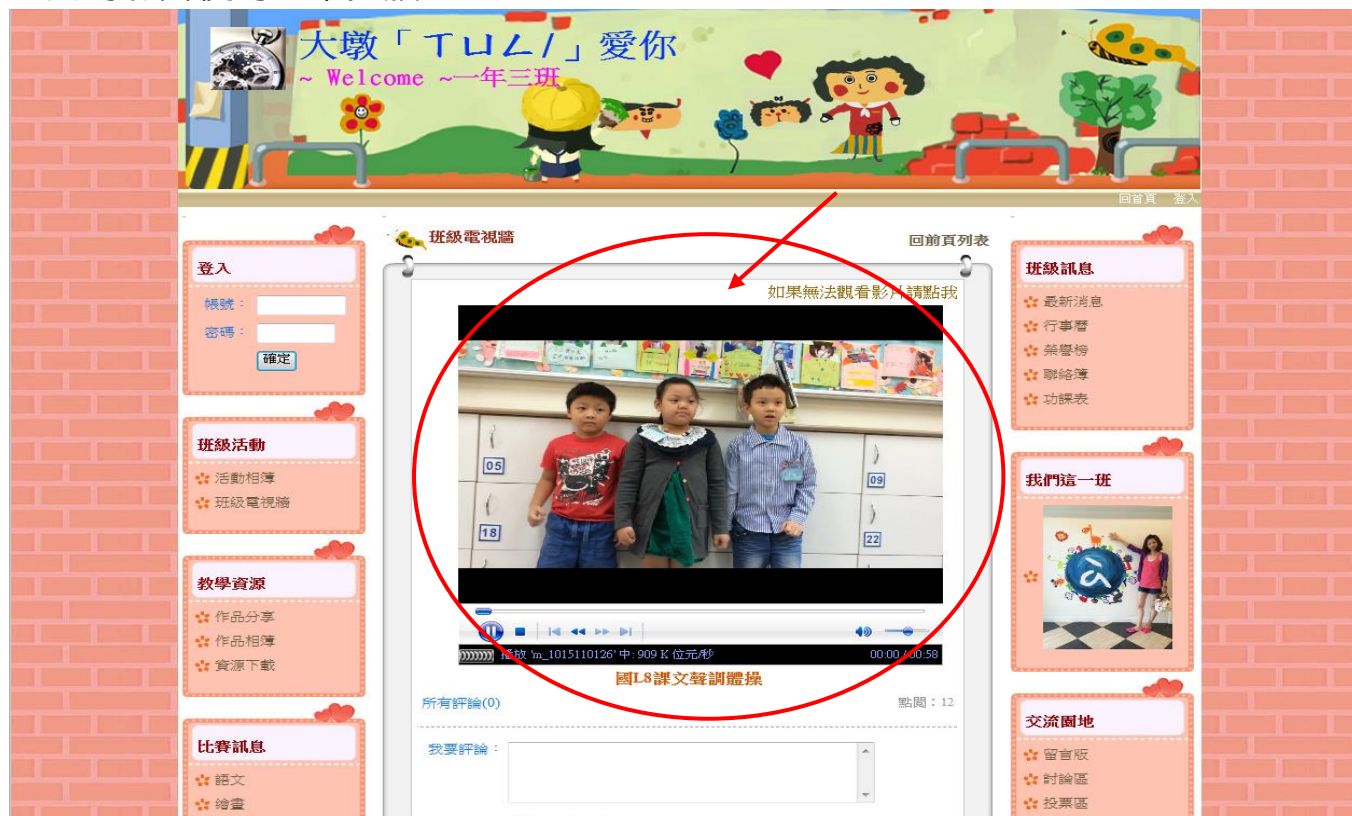 大墩「ㄒㄩㄥ/」愛你
~ Welcome ~一年三班
回首頁 登入
登入
帳號：
密碼：
確定
班級活動
活動相簿
班級電視牆
教學資源
作品分享
作品相簿
資源下載
比賽訊息
語文
繪畫
班級電視牆
回前頁列表
如果無法觀看影片請點我
05
18
09
22
播放 'm_1015110126' 中: 909 K 位元/秒
00:00 / 00:58
國L8課文聲調體操
所有評論(0)
點閱：12
我要評論：
班級訊息
最新消息
行事曆
榮譽榜
聯絡簿
功課表
我們這一班
交流園地
留言版
討論區
投票區